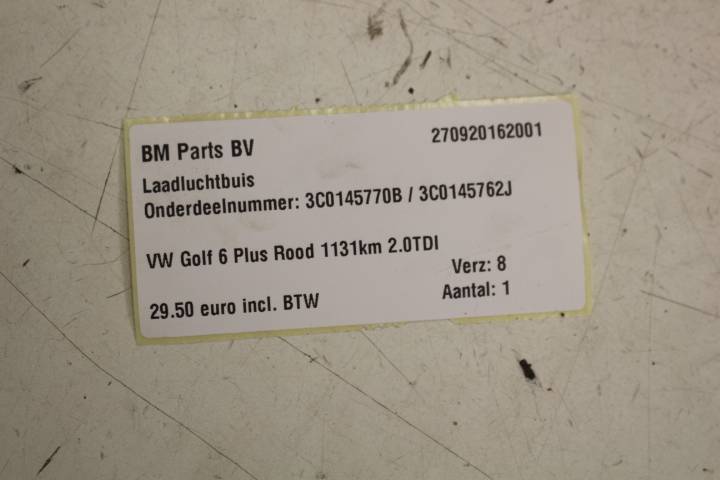 BM Parts BV
270920162001
Laadluchtbuis
Onderdeelnummer: 3C0145770B / 3C0145762J
VW Golf 6 Plus Rood 1131km 2.0TDI
Verz: 8
29.50 euro incl. BTW
Aantal: 1